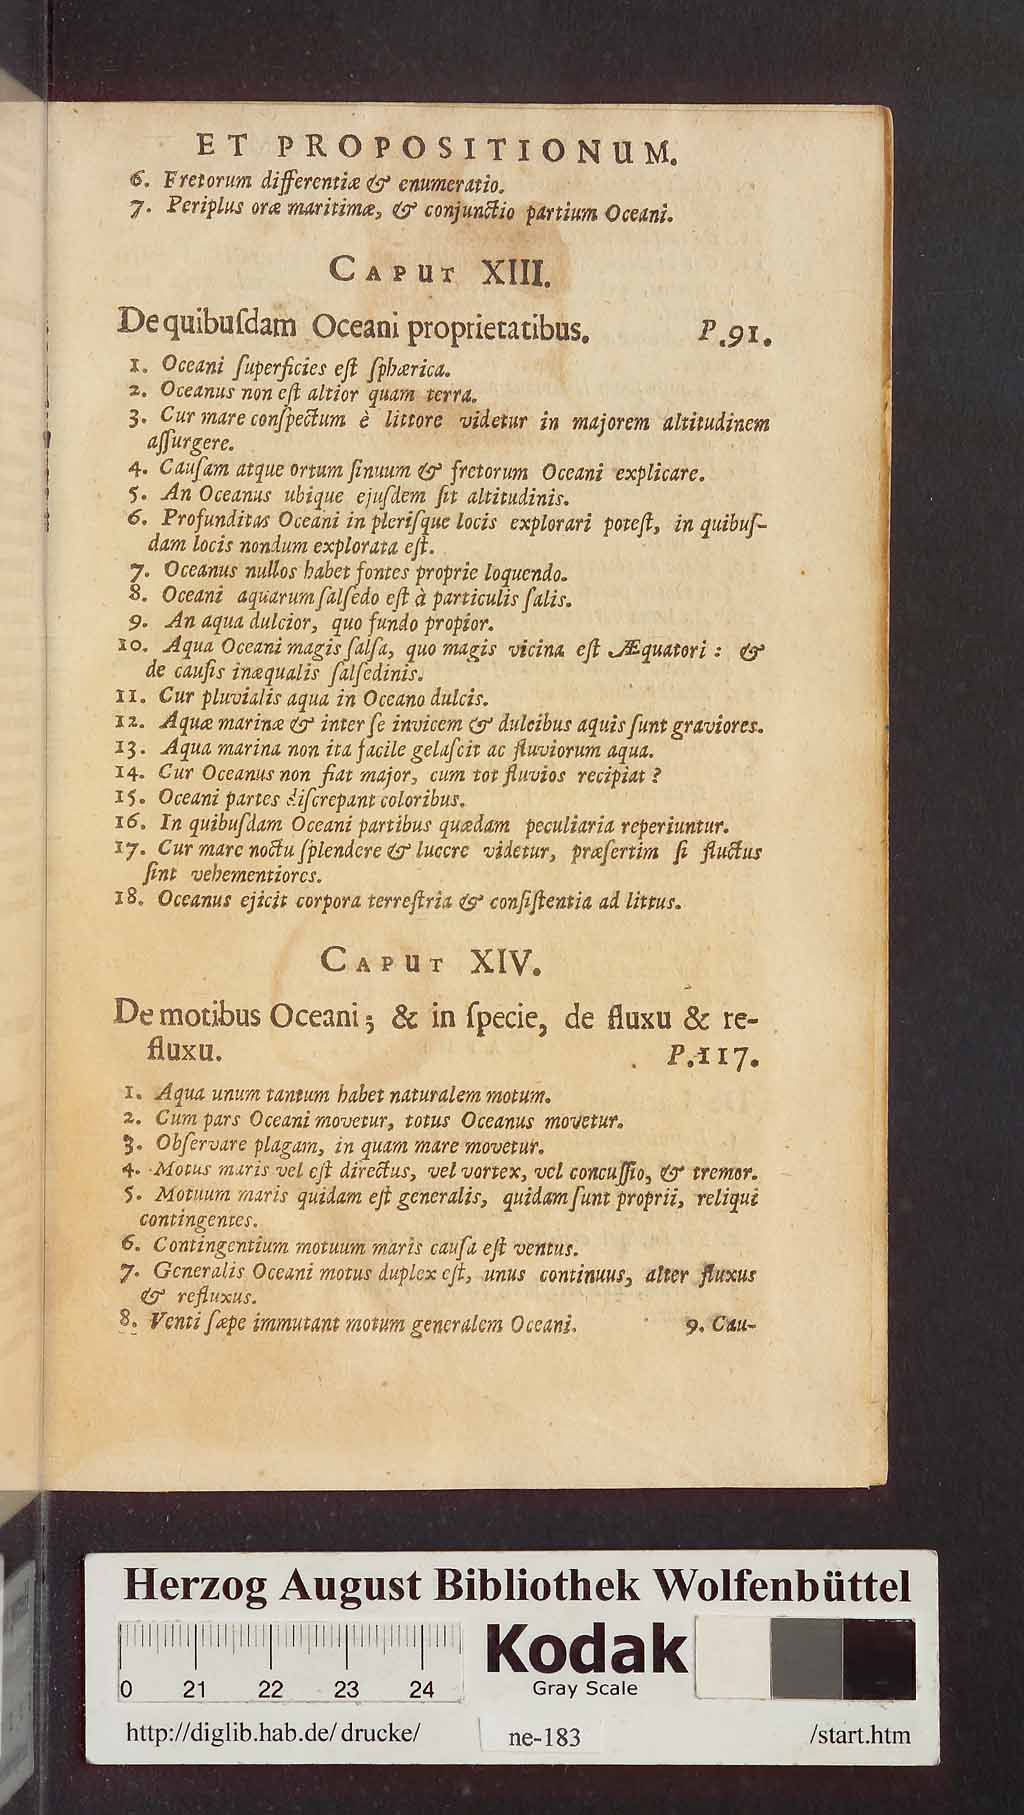 ET PROPOSITIONUM.
6. Fretorum differentiæ & enumeratio.
7. Periplus oræ maritimæ, & conjunctio partium Oceani.
CAPUT XIII.
De quibuſdam Oceani proprietatibus. P. 91.
1. Oceani ſuperficies eſt ſphærica.
2. Oceanus non eſt altior quam terra.
3. Cur mare conſpectum è littore videtur in majorem altitudinem
aſſurgere.
4. Cauſam atque ortum ſinuum & fretorum Oceani explicare.
5. An Oceanus ubique ejuſdem ſit altitudinis.
6. Profunditas Oceani in pleriſque locis explorari poteſt, in quibuſ-
dam locis nondum explorata eſt.
7. Oceanus nullos habet fontes proprie loquendo.
8. Oceani aquarum ſalſedo eſt à particulis ſalis.
9. An aqua dulcior, quo fundo propior.
10. Aqua Oceani magis ſalſa, quo magis vicina eſt Æquatori: &
de cauſis inæqualis ſalſedinis.
11. Cur pluvialis aqua in Oceano dulcis.
12. Aquæ marinæ & inter ſe invicem & dulcibus aquis ſunt graviores.
13. Aqua marina non ita facile gelaſcit ac fluviorum aqua.
14. Cur Oceanus non fiat major, cum tot fluvios recipiat?
15. Oceani partes diſcrepant coloribus.
16. In quibuſdam Oceani partibus quædam peculiaria reperiuntur.
17. Cur mare noctu ſplendere & lucere videtur, præſertim ſi fluctus
ſint vehementiores.
18. Oceanus ejicit corpora terreſtria & conſiſtentia ad littus.
CAPUT XIV.
De motibus Oceani; & in ſpecie, de fluxu & re-
fluxu. P. 117.
1. Aqua unum tantum habet naturalem motum.
2. Cum pars Oceani movetur, totus Oceanus movetur.
3. Obſervare plagam, in quam mare movetur.
4. Motus maris vel eſt directus, vel vortex, vel concuſſio, & tremor.
5. Motuum maris quidam eſt generalis, quidam ſunt proprii, reliqui
contingentes.
6. Contingentium motuum maris cauſa eſt ventus.
7. Generalis Oceani motus duplex eſt, unus continuus, alter fluxus
& refluxus.
8. Venti ſæpe immutant motum generalem Oceani. 9. Cau-
Herzog August Bibliothek Wolfenbüttel
0 21 22 23 24
Kodak
Gray Scale
http://diglib.hab.de/drucke/ ne-183 /start.htm